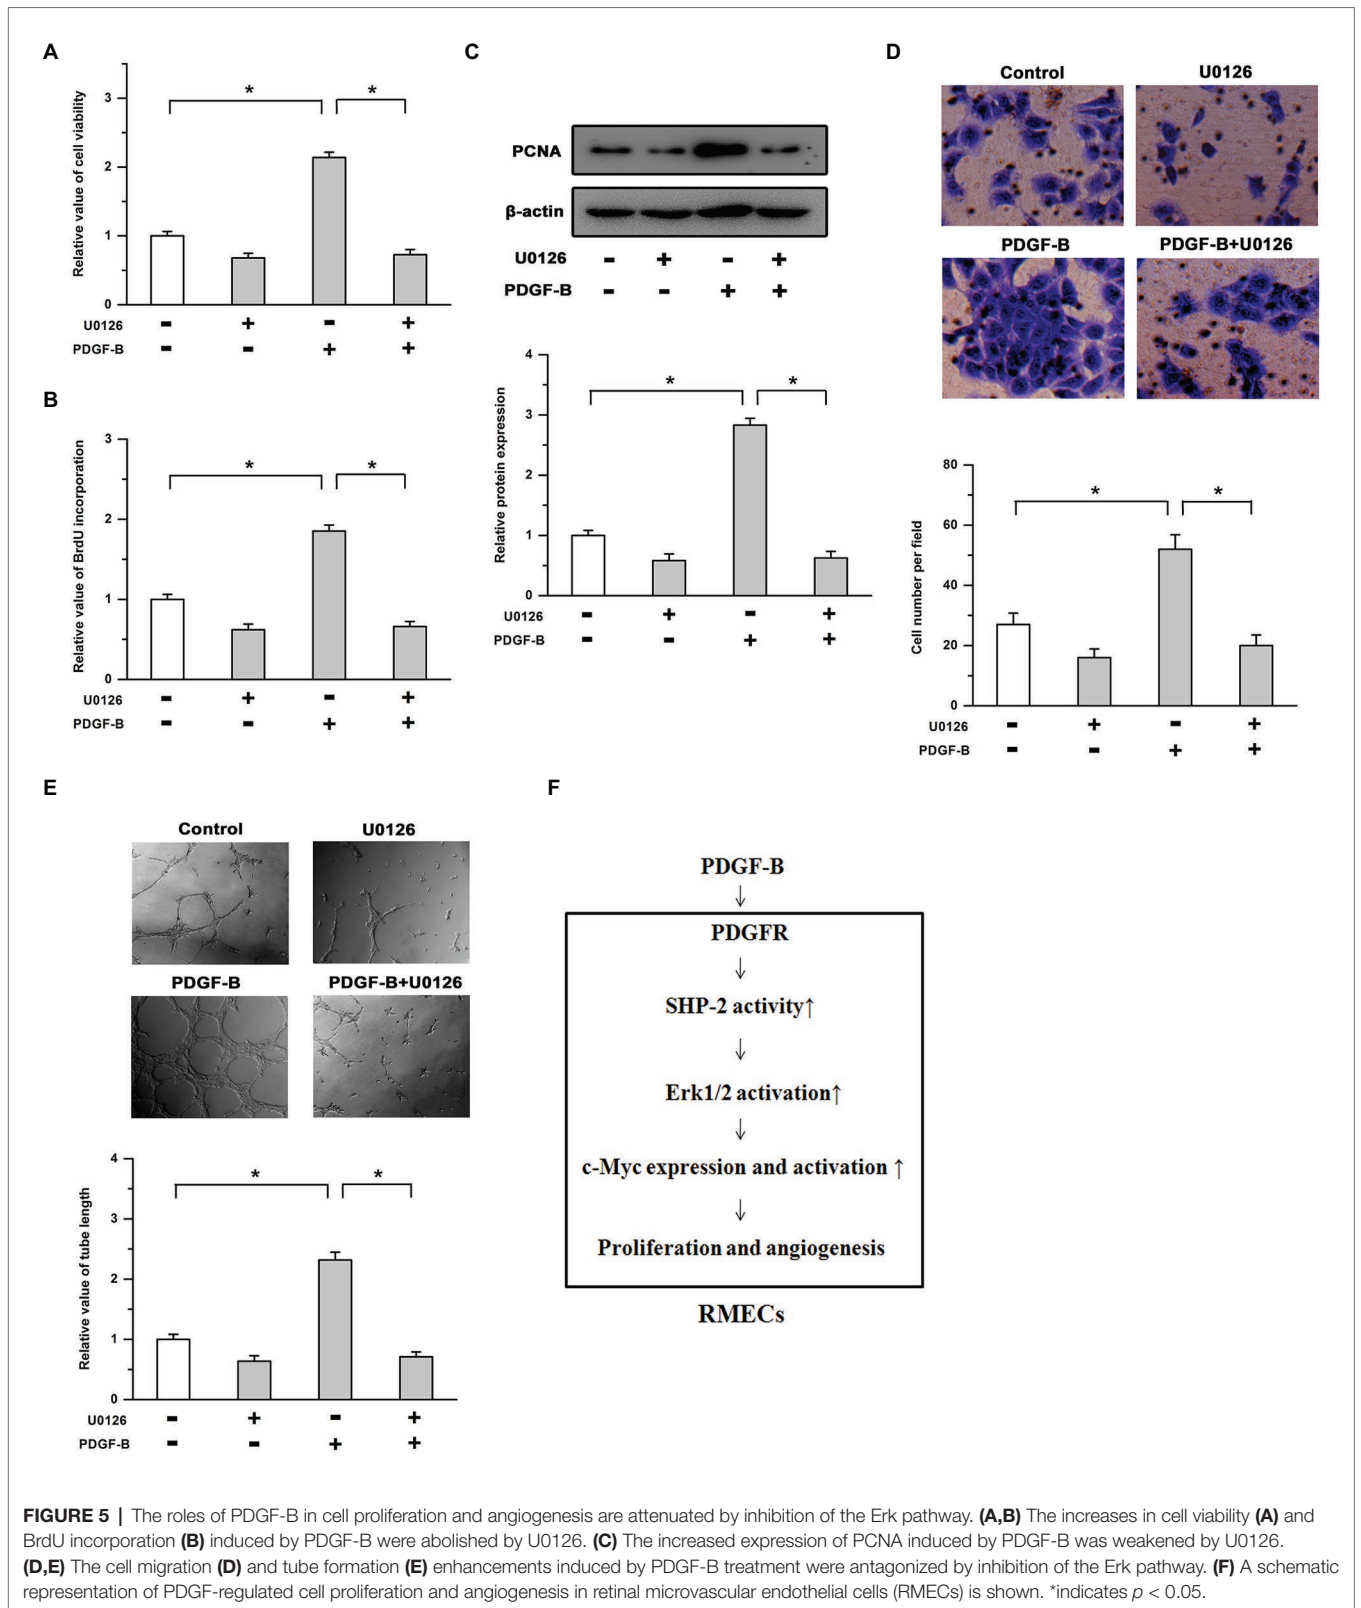 A
Relative value of cell viability
3
2
1
0
*
*
U0126 - + - +
PDGF-B - - + +
B
Relative value of BrdU incorporation
3
2
1
0
*
*
U0126 - + - +
PDGF-B - - + +
C
PCNA
β-actin
U0126 - + - +
PDGF-B - - + +
Relative protein expression
4
3
2
1
0
*
*
U0126 - + - +
PDGF-B - - + +
D
Control U0126
PDGF-B PDGF-B+U0126
Cell number per field
80
60
40
20
0
*
*
U0126 - + - +
PDGF-B - - + +
E
Control U0126
PDGF-B PDGF-B+U0126
Relative value of tube length
4
3
2
1
0
*
*
U0126 - + - +
PDGF-B - - + +
F
PDGF-B
↓
PDGFR
↓
SHP-2 activity↑
↓
Erk1/2 activation↑
↓
c-Myc expression and activation ↑
↓
Proliferation and angiogenesis
RMECs
FIGURE 5 | The roles of PDGF-B in cell proliferation and angiogenesis are attenuated by inhibition of the Erk pathway. (A,B) The increases in cell viability (A) and
BrdU incorporation (B) induced by PDGF-B were abolished by U0126. (C) The increased expression of PCNA induced by PDGF-B was weakened by U0126.
(D,E) The cell migration (D) and tube formation (E) enhancements induced by PDGF-B treatment were antagonized by inhibition of the Erk pathway. (F) A schematic
representation of PDGF-regulated cell proliferation and angiogenesis in retinal microvascular endothelial cells (RMECs) is shown. *indicates p < 0.05.